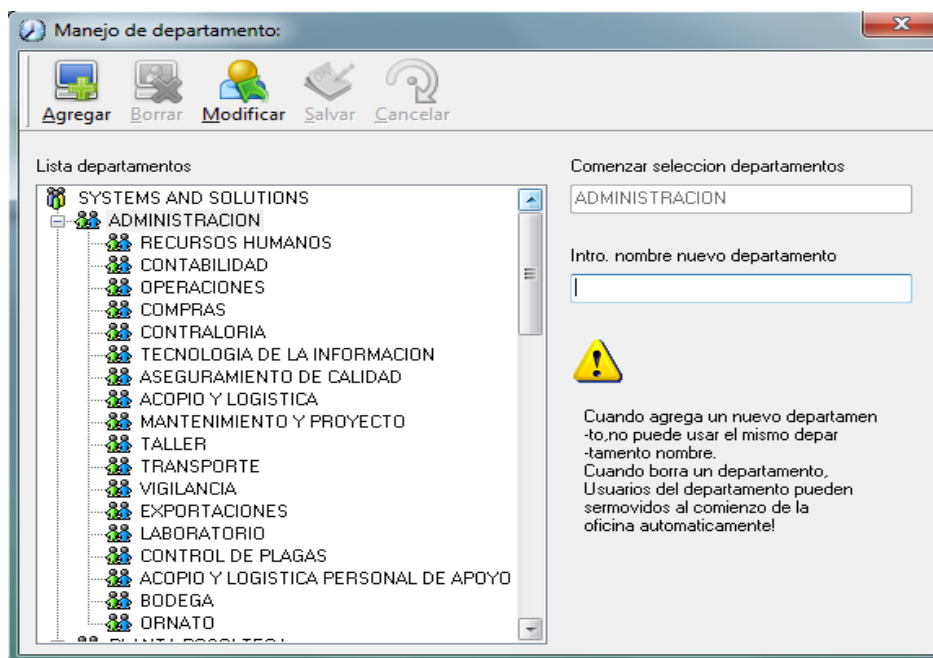 Manejo de departamento:
Agregar Borrar Modificar Salvar Cancelar
Lista departamentos
SYSTEMS AND SOLUTIONS
ADMINISTRACION
RECURSOS HUMANOS
CONTABILIDAD
OPERACIONES
COMPRAS
CONTRALORIA
TECNOLOGIA DE LA INFORMACION
ASEGURAMIENTO DE CALIDAD
ACOPIO Y LOGISTICA
MANTENIMIENTO Y PROYECTO
TALLER
TRANSPORTE
VIGILANCIA
EXPORTACIONES
LABORATORIO
CONTROL DE PLAGAS
ACOPIO Y LOGISTICA PERSONAL DE APOYO
BODEGA
ORNATO
Comenzar seleccion departamentos
ADMINISTRACION
Intro. nombre nuevo departamento
Cuando agrega un nuevo departamen
-to,no puede usar el mismo depar
-tamento nombre.
Cuando borra un departamento,
Usuarios del departamento pueden
sermovidos al comienzo de la
oficina automaticamente!